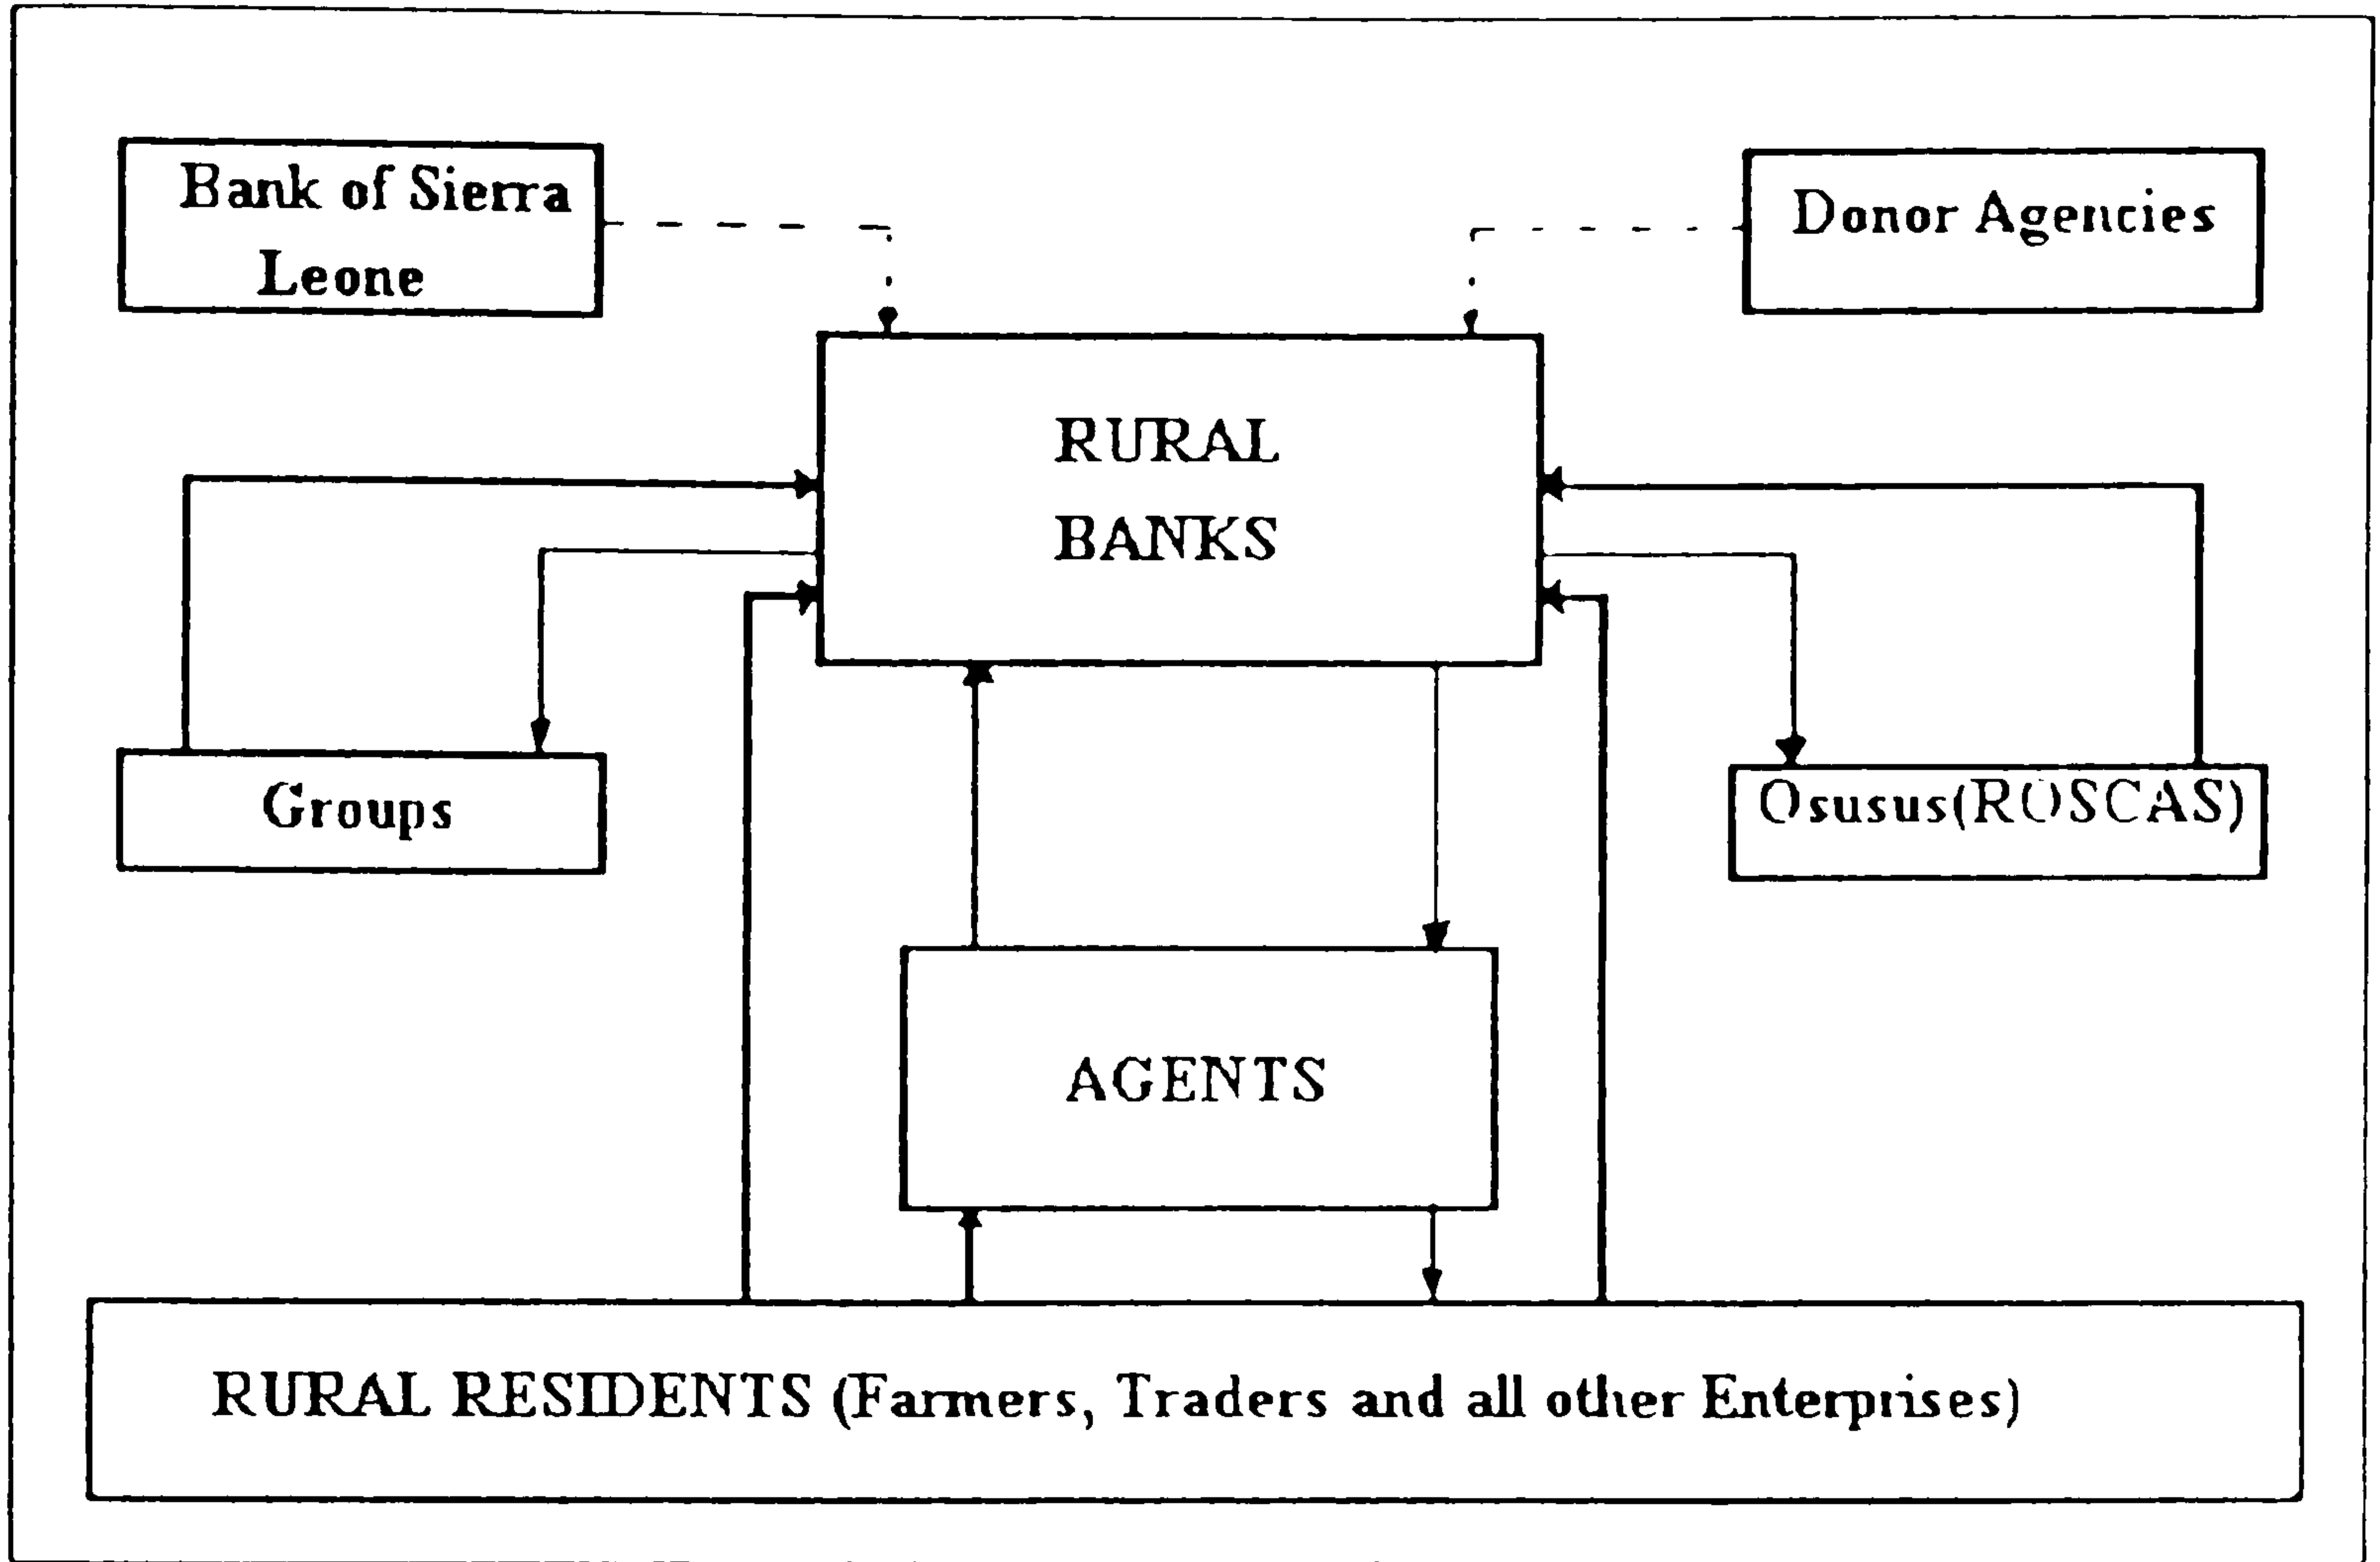 Bank of Sierra
Leone
Donor Agencies
RURAL
BANKS
Groups
Osusus(ROSCAS)
AGENTS
RURAL RESIDENTS (Farmers, Traders and all other Enterprises)